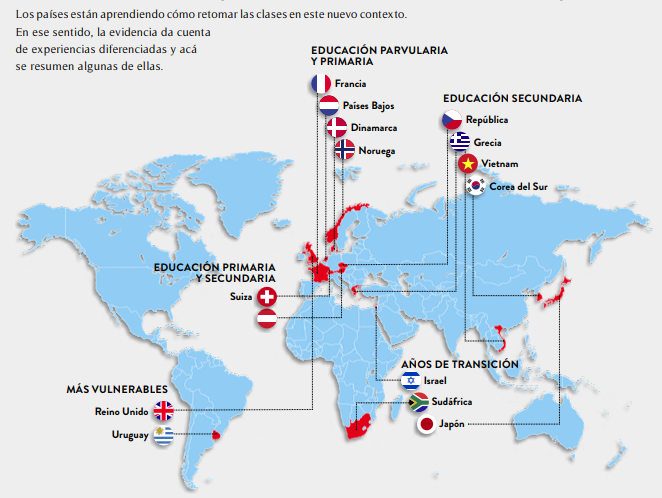 Los países están aprendiendo cómo retomar las clases en este nuevo contexto.
En ese sentido, la evidencia da cuenta
de experiencias diferenciadas y acá
se resumen algunas de ellas.
EDUCACIÓN PARVULARIA
Y PRIMARIA
Francia
Países Bajos
Dinamarca
Noruega
EDUCACIÓN SECUNDARIA
República
Grecia
Vietnam
Corea del Sur
EDUCACIÓN PRIMARIA
Y SECUNDARIA
Suiza
AÑOS DE TRANSICIÓN
Israel
Sudáfrica
Japón
MÁS VULNERABLES
Reino Unido
Uruguay